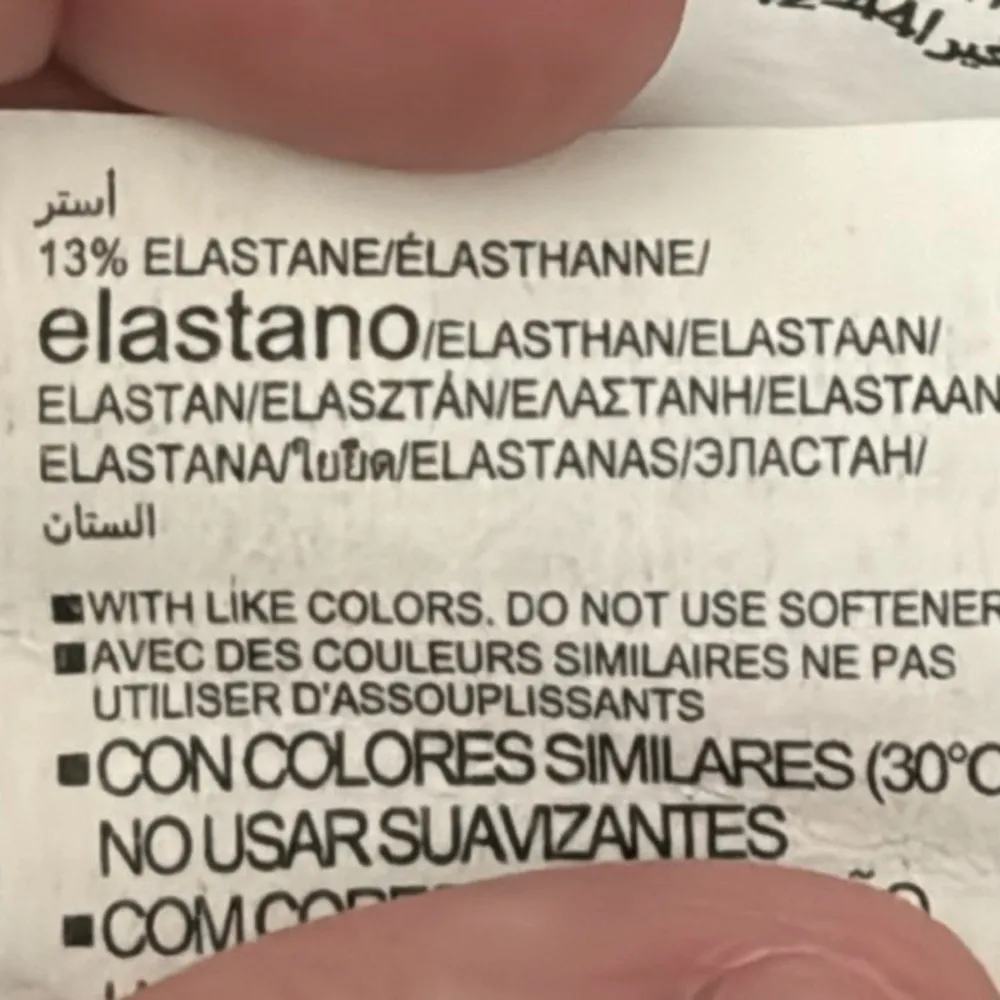 أستر
13% ELASTANE/ÉLASTHANNE/
elastano/ELASTHAN/ELASTAAN/
ELASTAN/ELASZTÁN/ΕΛΑΣΤΑΝΗ/ELASTAAN
ELASTANA/ใยยืด/ELASTANAS/ЭЛАСТАН/
الستان
■WITH LIKE COLORS. DO NOT USE SOFTENER
■AVEC DES COULEURS SIMILAIRES NE PAS
UTILISER D'ASSOUPLISSANTS
■CON COLORES SIMILARES (30°C
NO USAR SUAVIZANTES
■COM